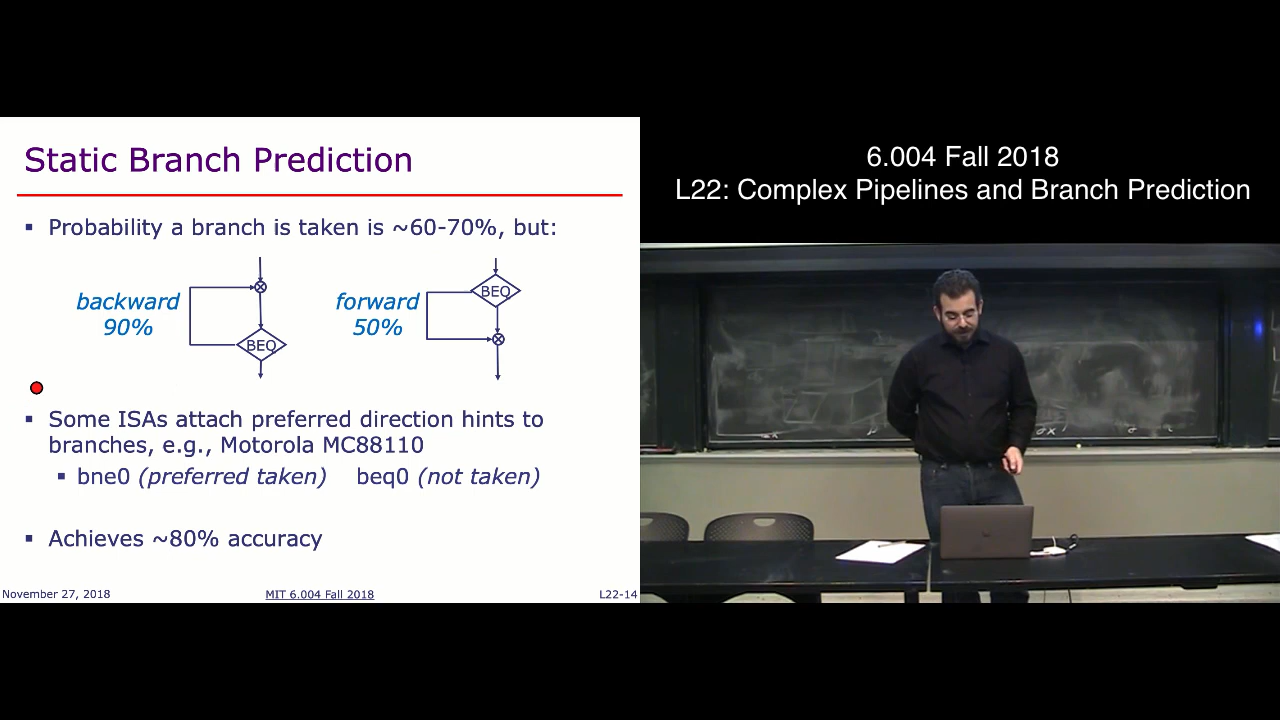 Static Branch Prediction
▪ Probability a branch is taken is ~60-70%, but:
backward
90%
BEQ
forward
50%
BEQ
▪ Some ISAs attach preferred direction hints to
branches, e.g., Motorola MC88110
▪ bne0 (preferred taken) beq0 (not taken)
▪ Achieves ~80% accuracy
November 27, 2018
MIT 6.004 Fall 2018
L22-14
6.004 Fall 2018
L22: Complex Pipelines and Branch Prediction